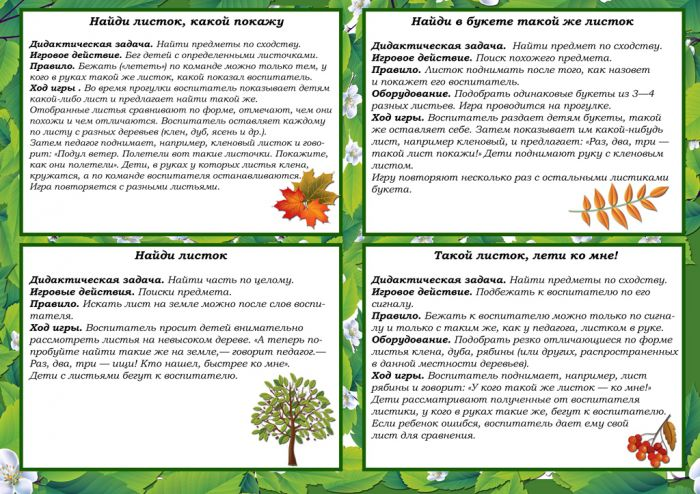 Найди листок, какой покажу
Дидактическая задача. Найти предметы по сходству.
Игровое действие. Бег детей с определенными листочками.
Правило. Бежать («лететь») по команде можно только тем, у
кого в руках такой же листок, какой показал воспитатель.
Ход игры . Во время прогулки воспитатель показывает детям
какой-либо лист и предлагает найти такой же.
Отобранные листья сравнивают по форме, отмечают, чем они
похожи и чем отличаются. Воспитатель оставляет каждому
по листу с разных деревьев (клен, дуб, ясень и др.).
Затем педагог поднимает, например, кленовый листок и гово-
рит: «Подул ветер. Полетели вот такие листочки. Покажите,
как они полетели». Дети, в руках у которых листья клена,
кружатся, а по команде воспитателя останавливаются.
Игра повторяется с разными листьями.
Найди в букете такой же листок
Дидактическая задача. Найти предмет по сходству.
Игровое действие. Поиск похожего предмета.
Правило. Листок поднимать после того, как назовет
и покажет его воспитатель.
Оборудование. Подобрать одинаковые букеты из 3—4
разных листьев. Игра проводится на прогулке.
Ход игры. Воспитатель раздает детям букеты, такой
же оставляет себе. Затем показывает им какой-нибудь
лист, например кленовый, и предлагает: «Раз, два, три —
такой лист покажи!» Дети поднимают руку с кленовым
листом.
Игру повторяют несколько раз с остальными листиками
букета.
Найди листок
Дидактическая задача. Найти часть по целому.
Игровые действия. Поиски предмета.
Правило. Искать лист на земле можно после слов воспи-
тателя.
Ход игры. Воспитатель просит детей внимательно
рассмотреть листья на невысоком дереве. «А теперь по-
пробуйте найти такие же на земле,— говорит педагог.—
Раз, два, три — ищи! Кто нашел, быстрее ко мне».
Дети с листьями бегут к воспитателю.
Такой листок, лети ко мне!
Дидактическая задача. Найти предметы по сходству.
Игровое действие. Подбежать к воспитателю по его
сигналу.
Правило. Бежать к воспитателю можно только по сигна-
лу и только с таким же, как у педагога, листком в руке.
Оборудование. Подобрать резко отличающиеся по форме
листья клена, дуба, рябины (или других, распространенных
в данной местности деревьев).
Ход игры. Воспитатель поднимает, например, лист
рябины и говорит: «У кого такой же листок — ко мне!»
Дети рассматривают полученные от воспитателя
листики, у кого в руках такие же, бегут к воспитателю.
Если ребенок ошибся, воспитатель дает ему свой
лист для сравнения.